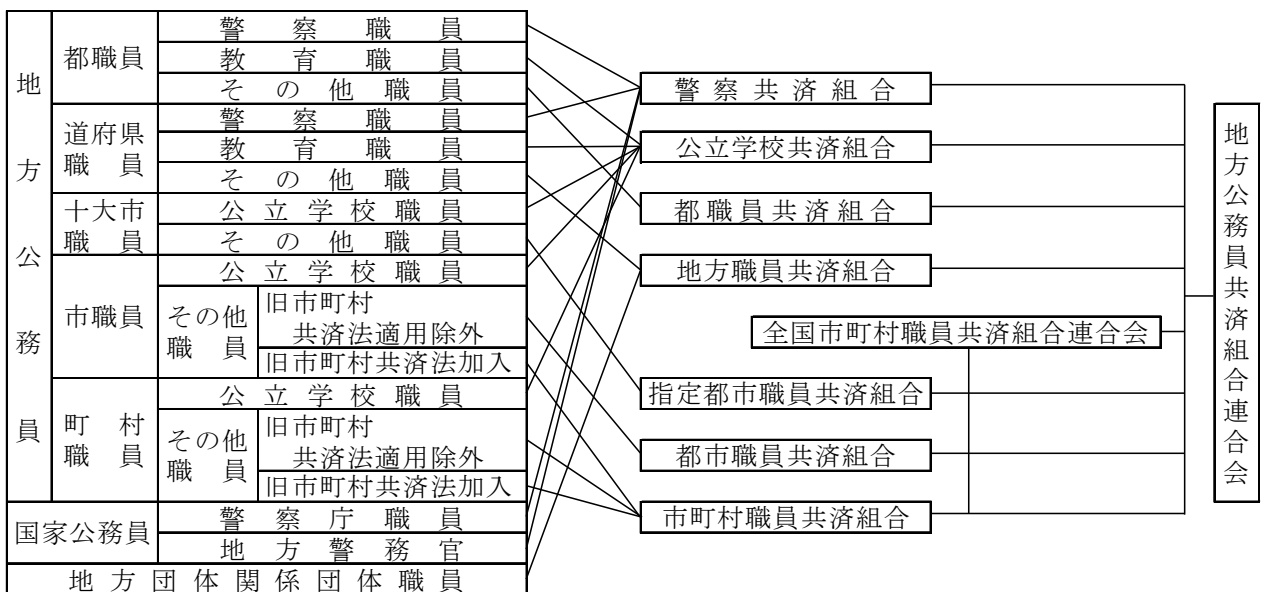 地方公務員
都職員
警察職員
教育職員
その他職員
道府県
職員
警察職員
教育職員
その他職員
十大市
職員
公立学校職員
その他職員
市職員
公立学校職員
その他
職員
旧市町村
共済法適用除外
旧市町村共済法加入
町村
職員
公立学校職員
その他
職員
旧市町村
共済法適用除外
旧市町村共済法加入
国家公務員
警察庁職員
地方警務官
地方団体関係団体職員
警察共済組合
公立学校共済組合
都職員共済組合
地方職員共済組合
全国市町村職員共済組合連合会
指定都市職員共済組合
都市職員共済組合
市町村職員共済組合
地方公務員共済組合連合会